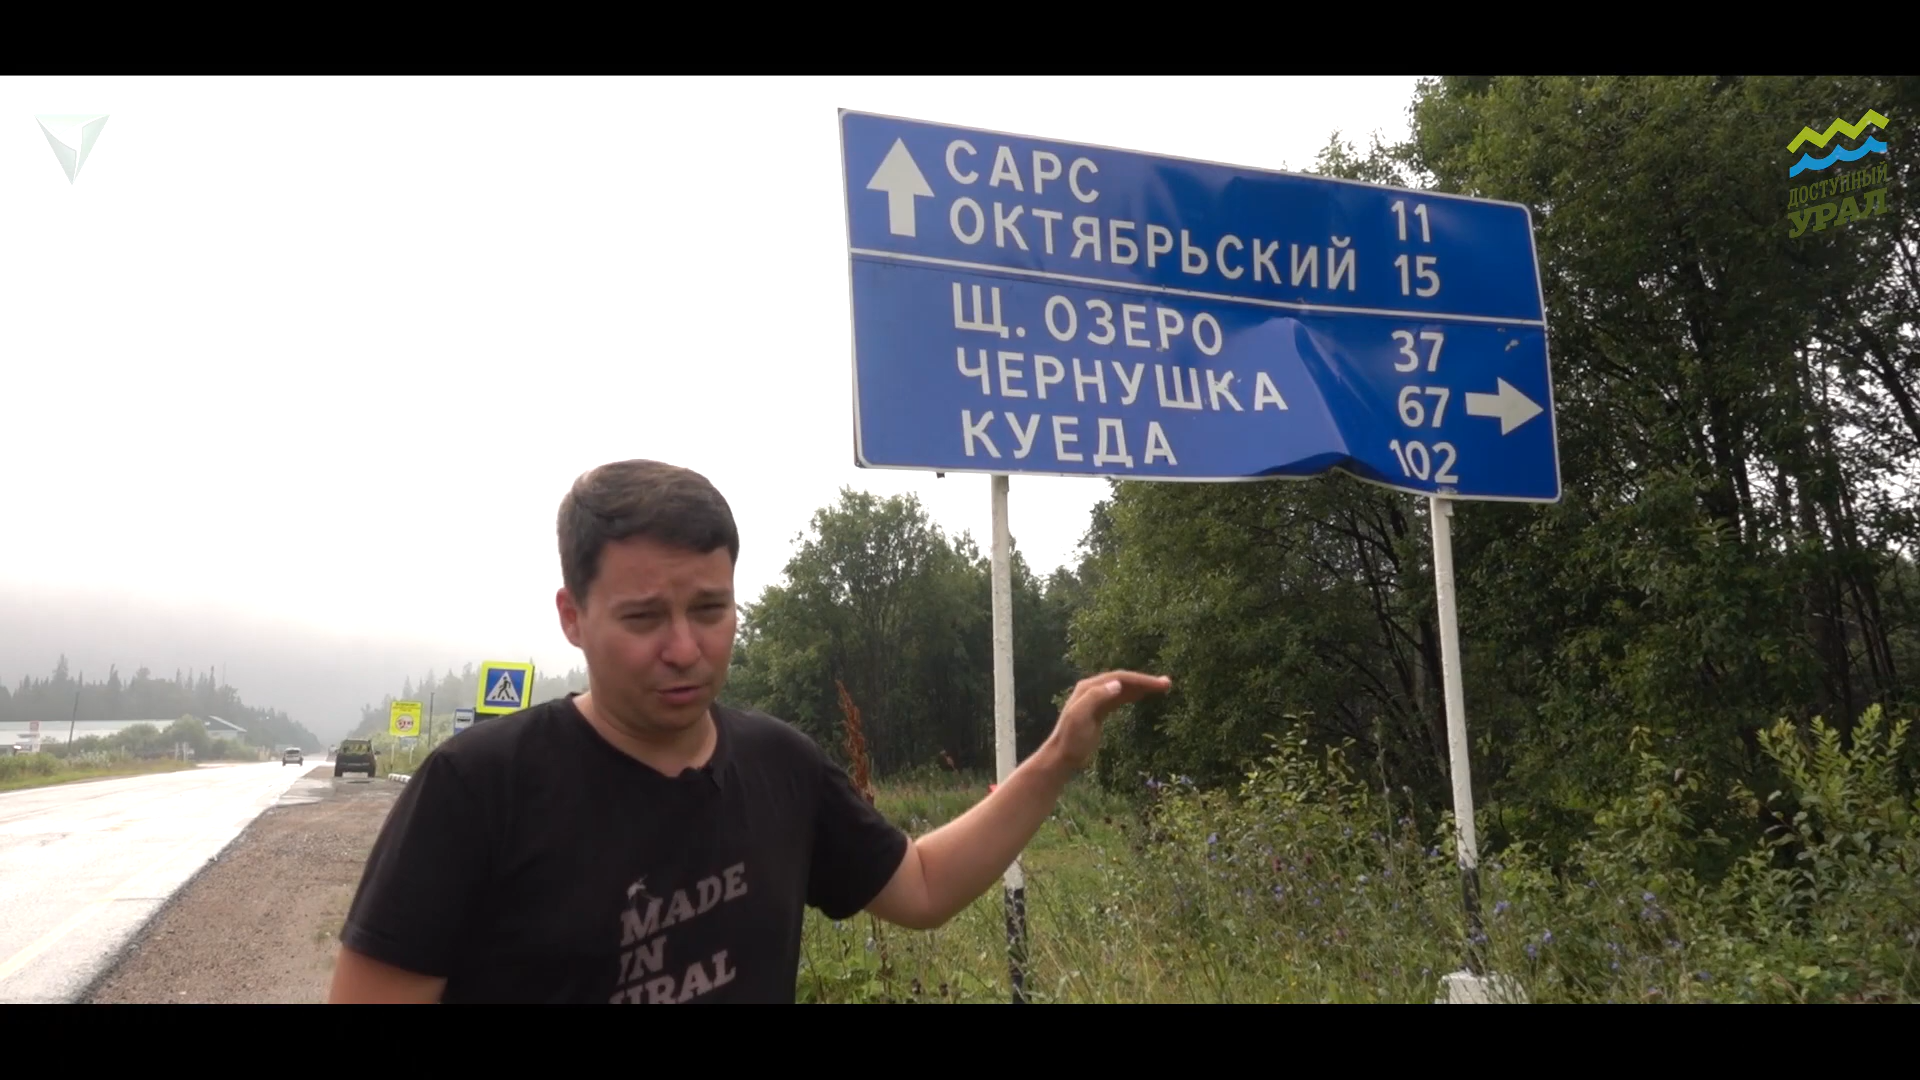 САРС 11
ОКТЯБРЬСКИЙ 15
Щ. ОЗЕРО 37
ЧЕРНУШКА 67
КУЕДА 102
ДОСТУПНЫЙ
УРАЛ
MADE
IN
URAL